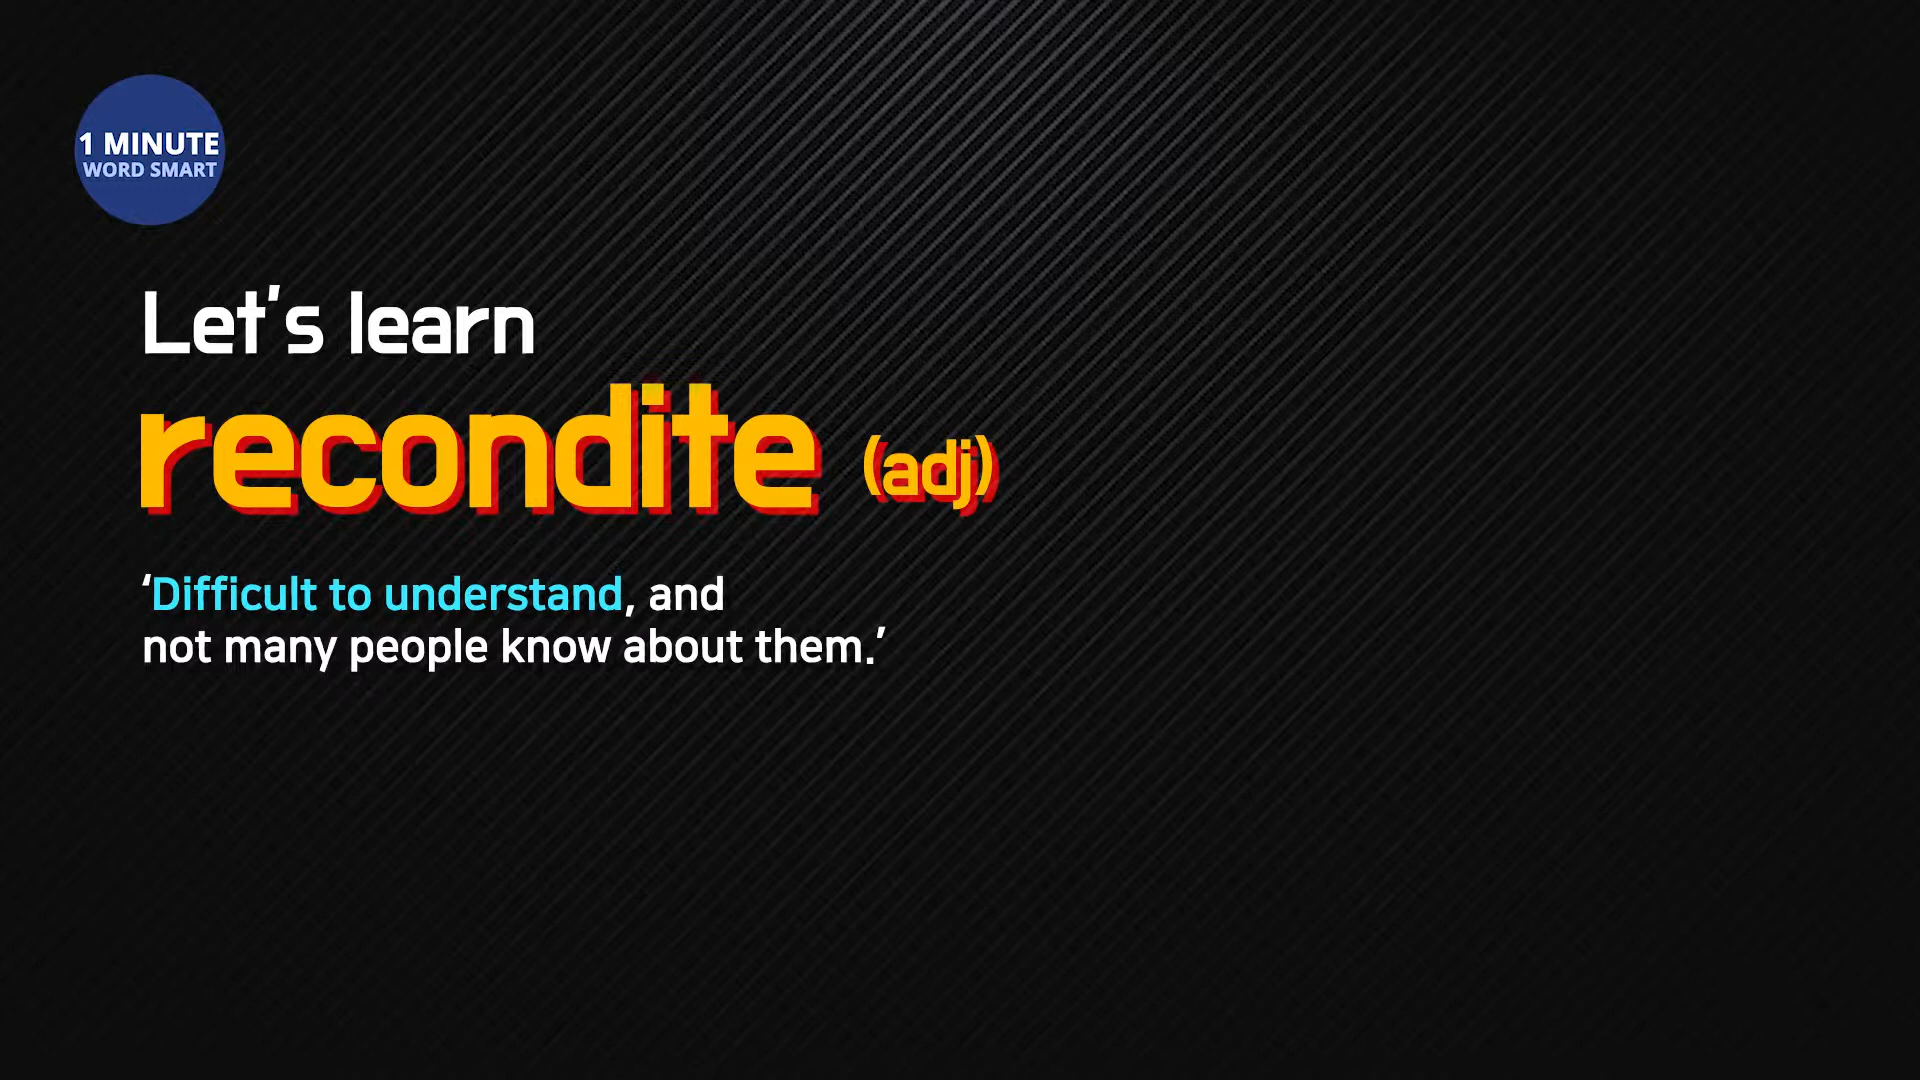 1 MINUTE
WORD SMART
Let's learn
recondite (adj)
‘Difficult to understand, and
not many people know about them.’